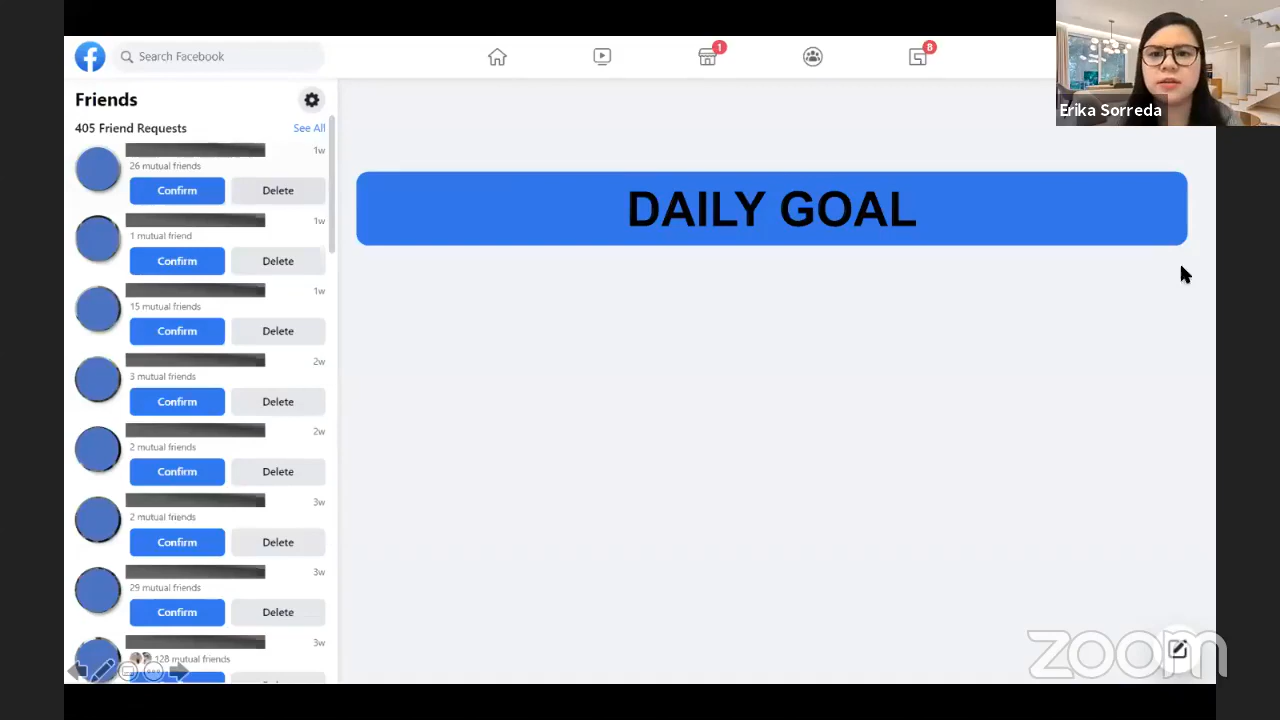 Search Facebook
1
8
Erika Sorreda
Friends
405 Friend Requests
See All
1w
26 mutual friends
Confirm
Delete
1w
1 mutual friend
Confirm
Delete
1w
15 mutual friends
Confirm
Delete
2w
3 mutual friends
Confirm
Delete
2w
2 mutual friends
Confirm
Delete
3w
2 mutual friends
Confirm
Delete
3w
29 mutual friends
Confirm
Delete
3w
128 mutual friends
DAILY GOAL
zoom